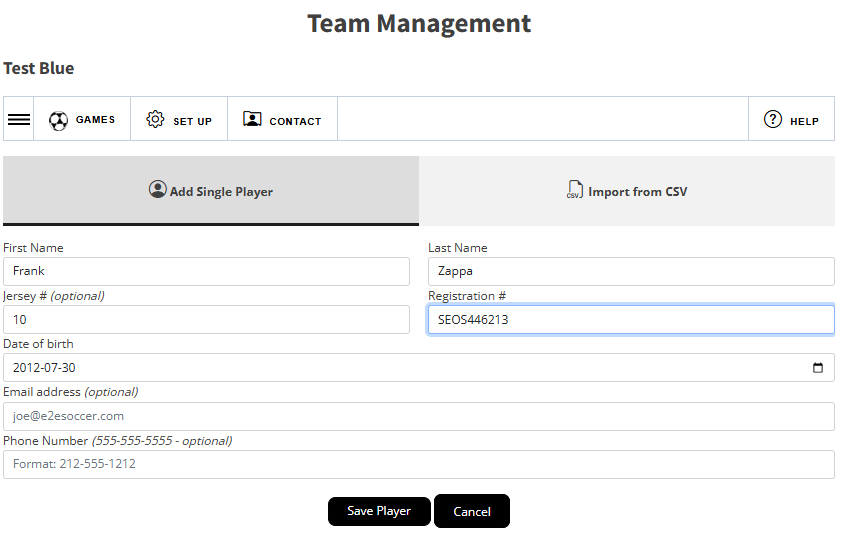 Team Management
Test Blue
GAMES SET UP CONTACT HELP
Add Single Player CSV Import from CSV
First Name Last Name
Frank Zappa
Jersey # (optional) Registration #
10 SEOS446213
Date of birth
2012-07-30
Email address (optional)
joe@e2esoccer.com
Phone Number (555-555-5555 - optional)
Format: 212-555-1212
Save Player Cancel